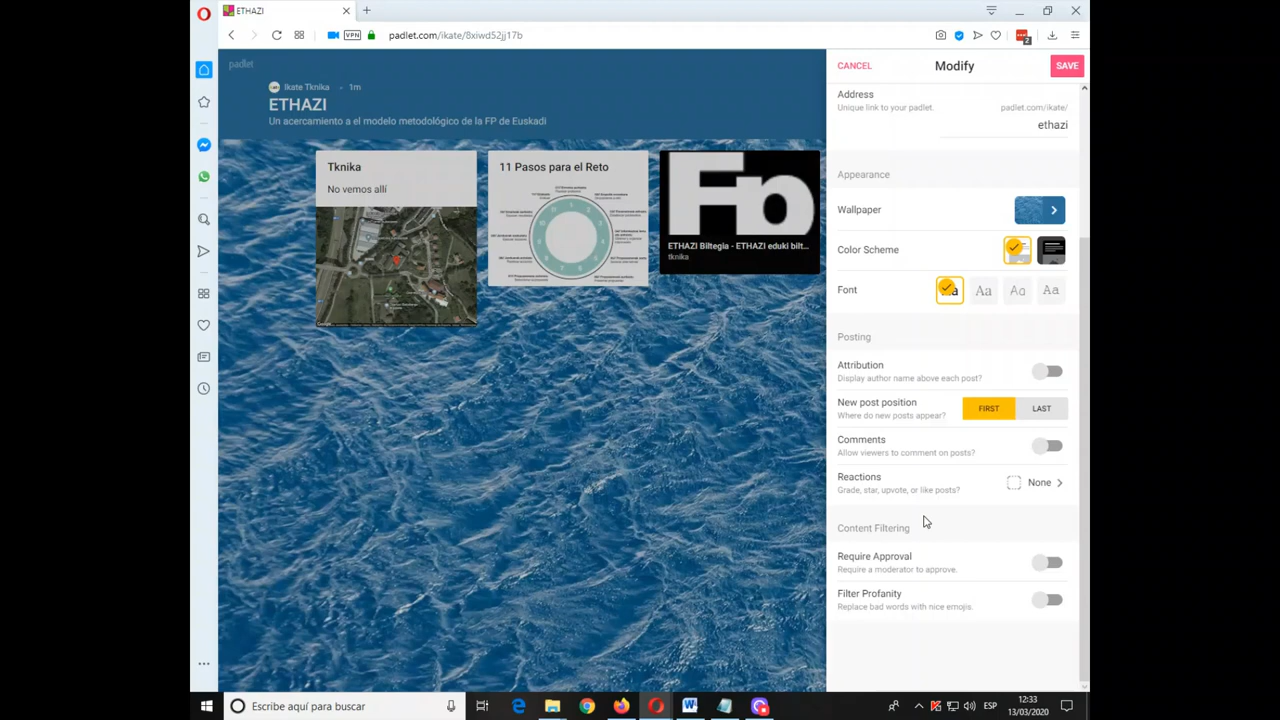 ETHAZI
VPN
padlet.com/ikate/8xiwd52jj17b
2
padlet
Ikate Tknika - 1m
ETHAZI
Un acercamiento a el modelo metodológico de la FP de Euskadi
Tknika
No vemos allí
Google
11 Pasos para el Reto
Fp
ETHAZI Biltegia - ETHAZI eduki bilt...
tknika
CANCEL
Modify
SAVE
Address
Unique link to your padlet.
padlet.com/ikate/
ethazi
Appearance
Wallpaper
Color Scheme
Font
Aa Aa Aa
Posting
Attribution
Display author name above each post?
New post position
Where do new posts appear?
FIRST
LAST
Comments
Allow viewers to comment on posts?
Reactions
Grade, star, upvote, or like posts?
None
Content Filtering
Require Approval
Require a moderator to approve.
Filter Profanity
Replace bad words with nice emojis.
Escribe aquí para buscar
ESP
12:33
13/03/2020